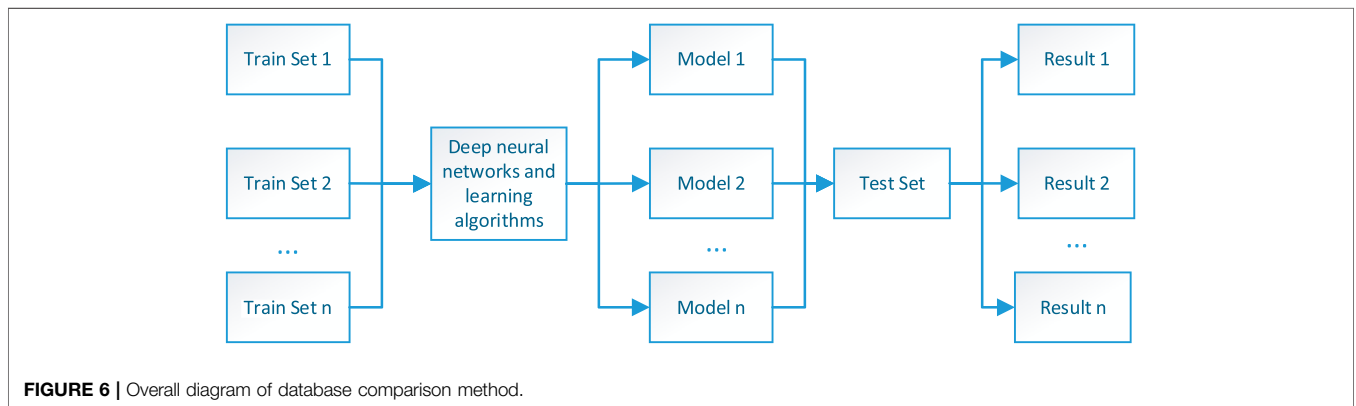 Train Set 1
Train Set 2
...
Train Set n
Deep neural
networks and
learning
algorithms
Model 1
Model 2
...
Model n
Test Set
Result 1
Result 2
...
Result n
FIGURE 6 | Overall diagram of database comparison method.